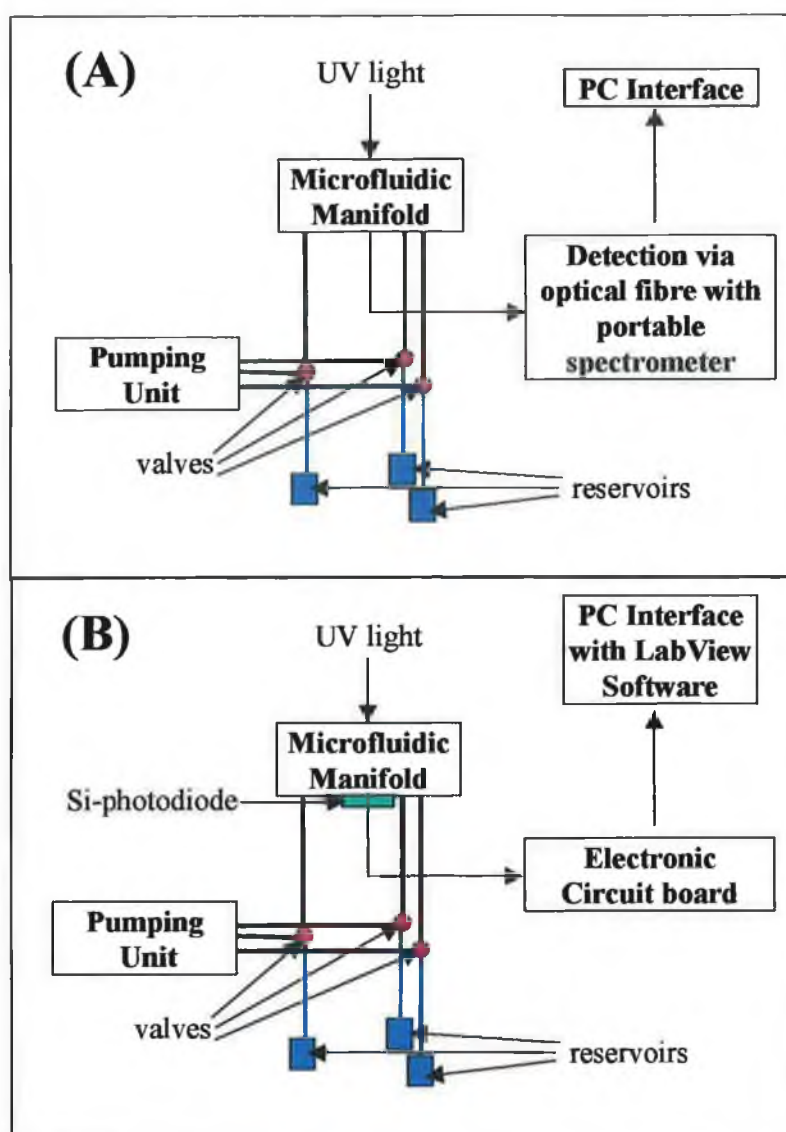 (A)
UV light
PC Interface
Microfluidic
Manifold
Detection via
optical fibre with
portable
spectrometer
Pumping
Unit
valves
reservoirs
(B)
UV light
PC Interface
with LabView
Software
Microfluidic
Manifold
Si-photodiode
Electronic
Circuit board
Pumping
Unit
valves
reservoirs